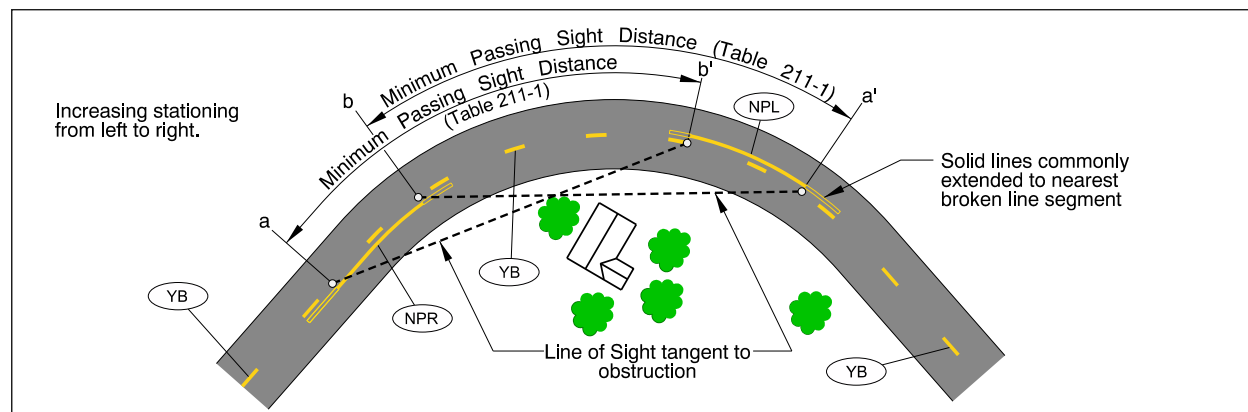 Minimum Passing Sight Distance (Table 211-1)
Minimum Passing Sight Distance
(Table 211-1)
Increasing stationing
from left to right.
b
b'
a'
NPL
Solid lines commonly
extended to nearest
broken line segment
a
YB
YB
NPR
Line of Sight tangent to
obstruction
YB